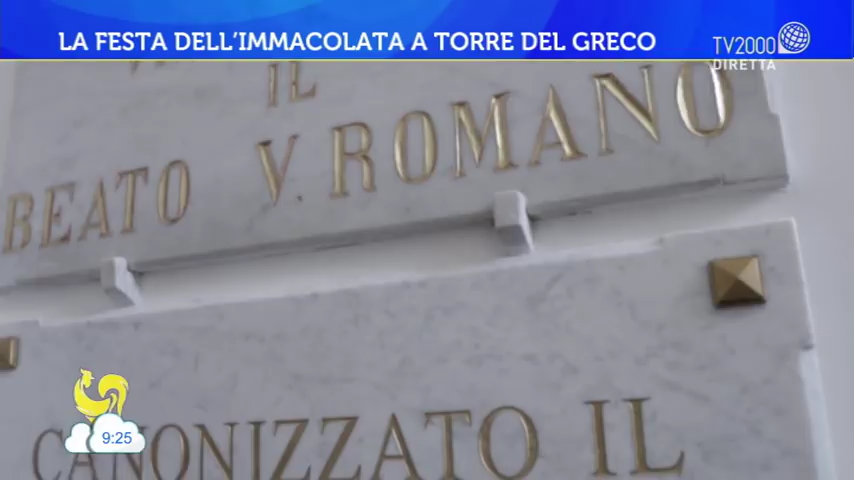 LA FESTA DELL'IMMACOLATA A TORRE DEL GRECO
TV2000
DIRETTA
IL
BEATO V. ROMANO
CANONIZZATO IL
9:25